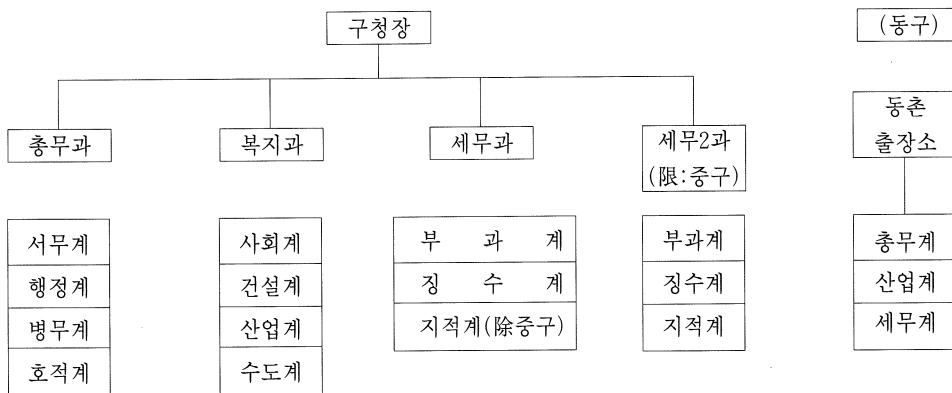 구청장
(동구)
총무과
복지과
세무과
세무2과
(限:중구)
동촌
출장소
서무계
행정계
병무계
호적계
사회계
건설계
산업계
수도계
부 과 계
징 수 계
지적계(除중구)
부과계
징수계
지적계
총무계
산업계
세무계